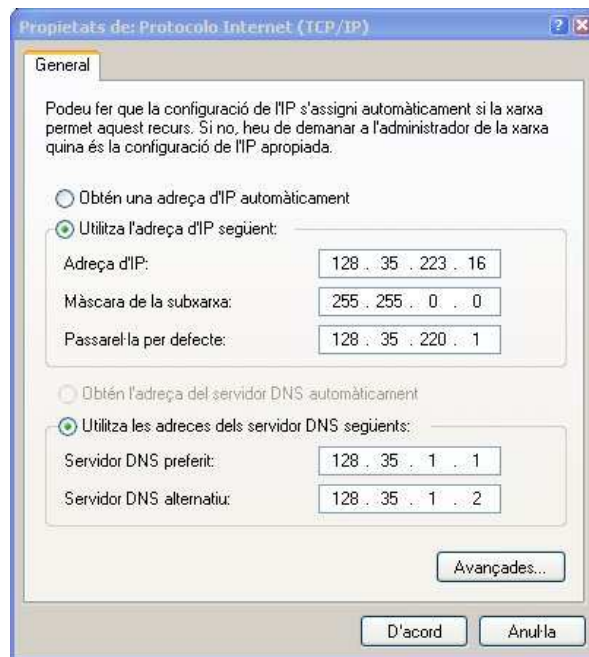 Propietats de: Protocolo Internet (TCP/IP)
General
Podeu fer que la configuració de l'IP s'assigni automàticament si la xarxa
permet aquest recurs. Si no, heu de demanar a l'administrador de la xarxa
quina és la configuració de l'IP apropiada.
Obtén una adreça d'IP automàticament
Utilitza l'adreça d'IP següent:
Adreça d'IP: 128 . 35 . 223 . 16
Màscara de la subxarxa: 255 . 255 . 0 . 0
Passarel·la per defecte: 128 . 35 . 220 . 1
Obtén l'adreça del servidor DNS automàticament
Utilitza les adreces dels servidor DNS següents:
Servidor DNS preferit: 128 . 35 . 1 . 1
Servidor DNS alternatiu: 128 . 35 . 1 . 2
Avançades...
D'acord Anul·la